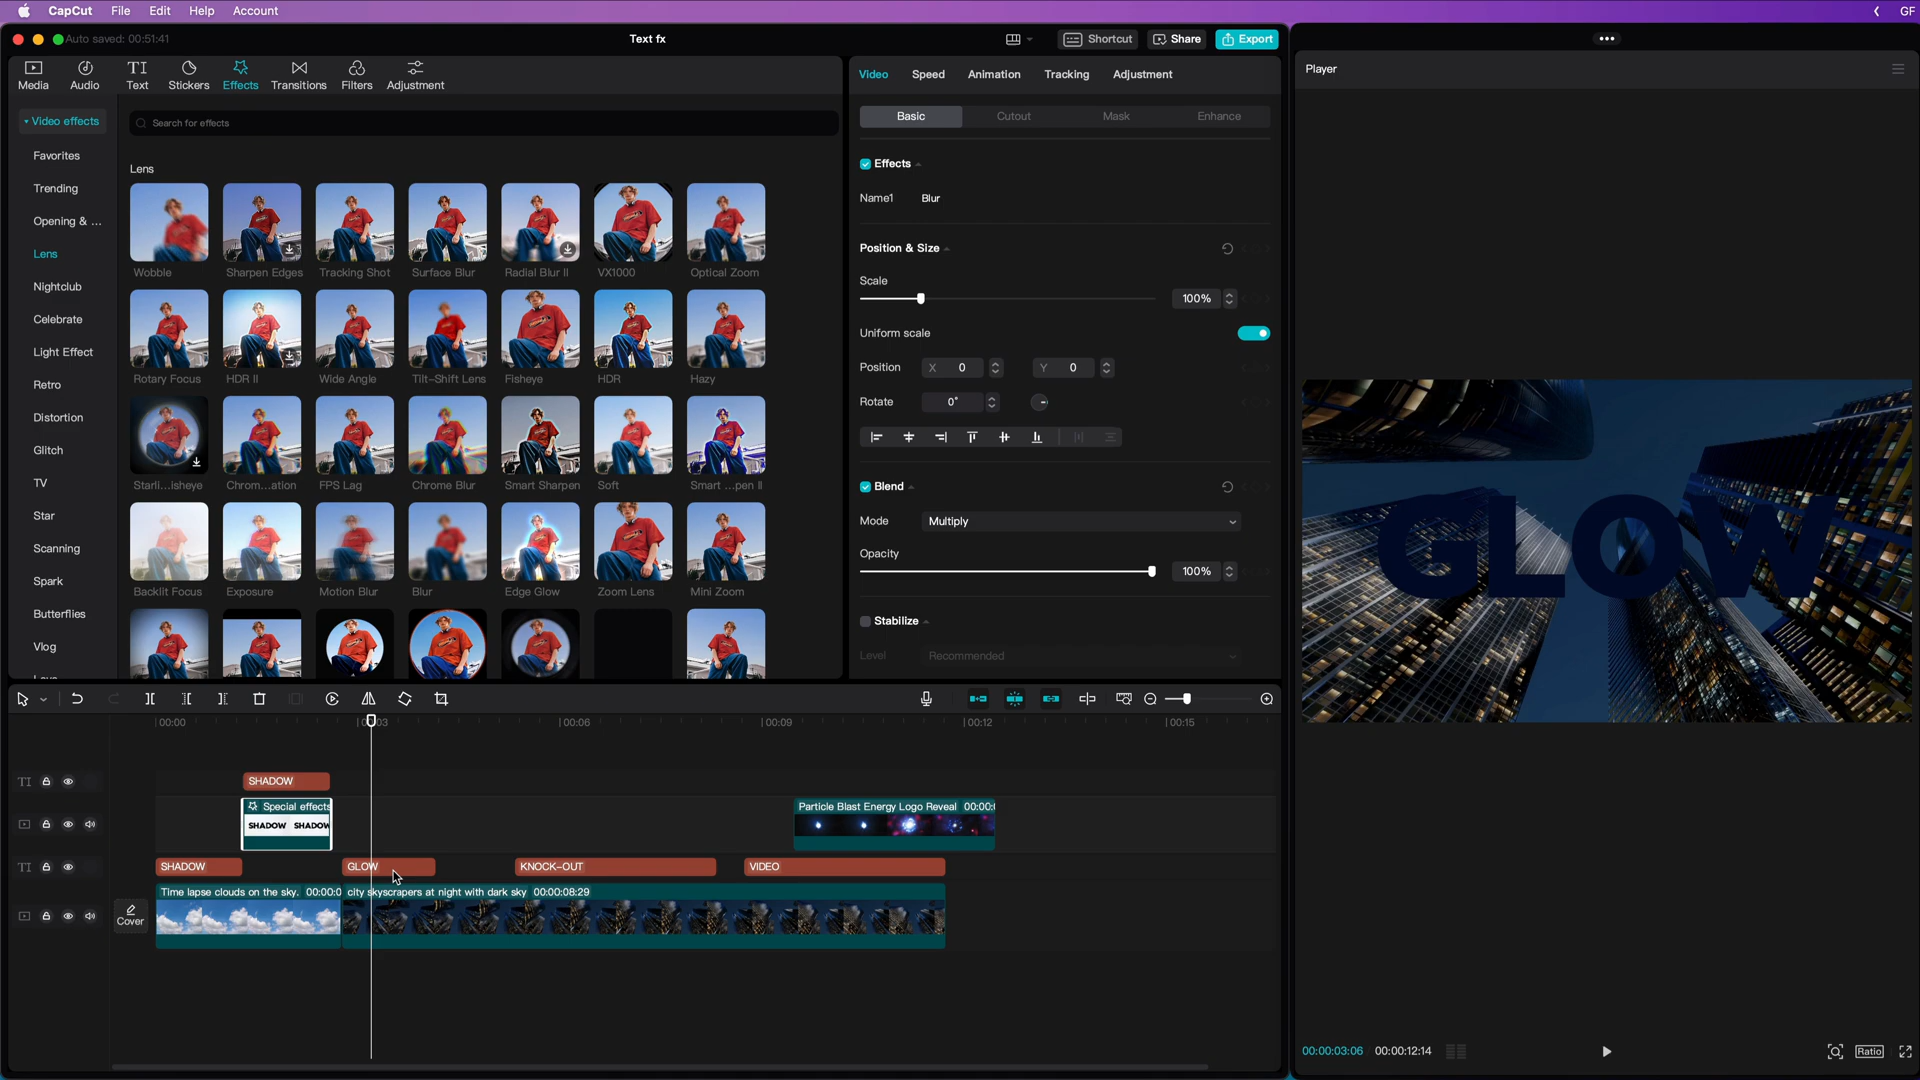 CapCut File Edit Help Account GF
Auto saved: 00:51:41 Text fx Shortcut Share Export
Media Audio Text Stickers Effects Transitions Filters Adjustment
Video effects
Favorites
Trending
Opening & ...
Lens
Nightclub
Celebrate
Light Effect
Retro
Distortion
Glitch
TV
Star
Scanning
Spark
Butterflies
Vlog
Search for effects
Lens
Wobble Sharpen Edges Tracking Shot Surface Blur Radial Blur II VX1000 Optical Zoom
Rotary Focus HDR II Wide Angle Tilt-Shift Lens Fisheye HDR Hazy
Starli...isheye Chrom...ation FPS Lag Chrome Blur Smart Sharpen Soft Smart ...pen II
Backlit Focus Exposure Motion Blur Blur Edge Glow Zoom Lens Mini Zoom
Video Speed Animation Tracking Adjustment
Basic Cutout Mask Enhance
Effects
Name1 Blur
Position & Size
Scale
100%
Uniform scale
Position X 0 Y 0
Rotate 0°
Blend
Mode Multiply
Opacity
100%
Stabilize
Level Recommended
Player
GLOW
00:00:03:06 00:00:12:14 Ratio
00:00 00:03 00:06 00:09 00:12 00:15
TI SHADOW
Special effects Particle Blast Energy Logo Reveal 00:00:0
SHADOW SHADOW
TI SHADOW GLOW KNOCK-OUT VIDEO
Time lapse clouds on the sky. 00:00:0 city skyscrapers at night with dark sky 00:00:08:29
Cover